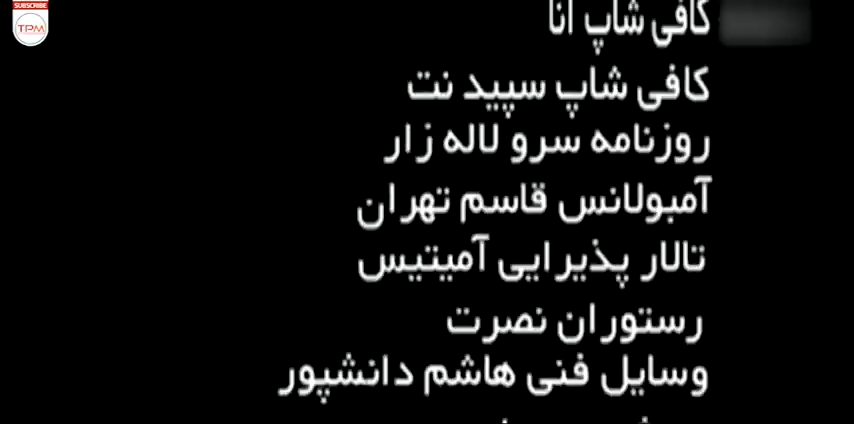 SUBSCRIBE
TPM
کافی شاپ آنا
کافی شاپ سپید نت
روزنامه سرو لاله زار
آمبولانس قاسم تهران
تالار پذیرایی آمیتیس
رستوران نصرت
وسایل فنی هاشم دانشپور